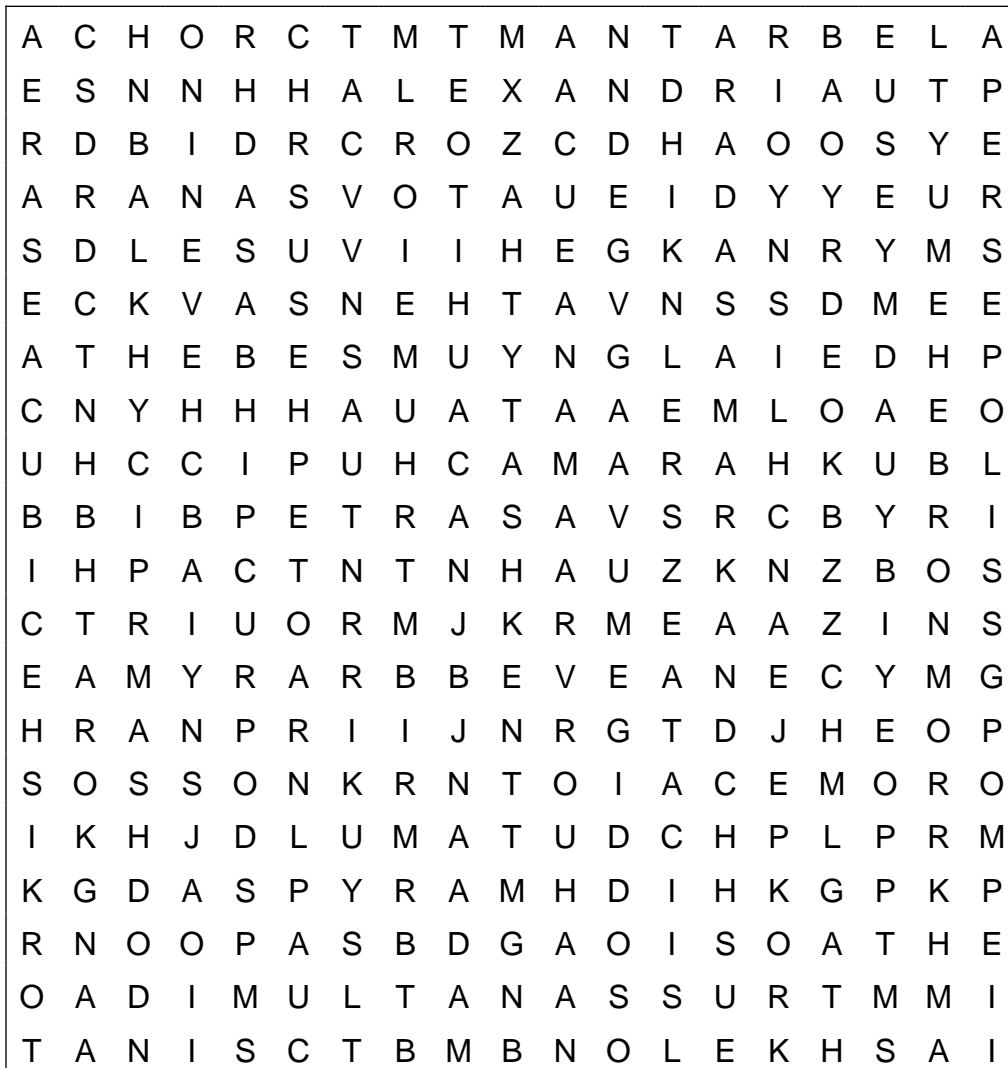 A C H O R C T M T M A N T A R B E L A
E S N N H H A L E X A N D R I A U T P
R D B I D R C R O Z C D H A O O S Y E
A R A N A S V O T A U E I D Y Y E U R
S D L E S U V I I H E G K A N R Y M S
E C K V A S N E H T A V N S S D M E E
A T H E B E S M U Y N G L A I E D H P
C N Y H H H A U A T A A E M L O A E O
U H C C I P U H C A M A R A H K U B L
B B I B P E T R A S A V S R C B Y R I
I H P A C T N T N H A U Z K N Z B O S
C T R I U O R M J K R M E A A Z I N S
E A M Y R A R B B E V E A N E C Y M G
H R A N P R I I J N R G T D J H E O P
S O S S O N K R N T O I A C E M O R O
I K H J D L U M A T U D C H P L P R M
K G D A S P Y R A M H D I H K G P K P
R N O O P A S B D G A O I S O A T H E
O A D I M U L T A N A S S U R T M M I
T A N I S C T B M B N O L E K H S A I